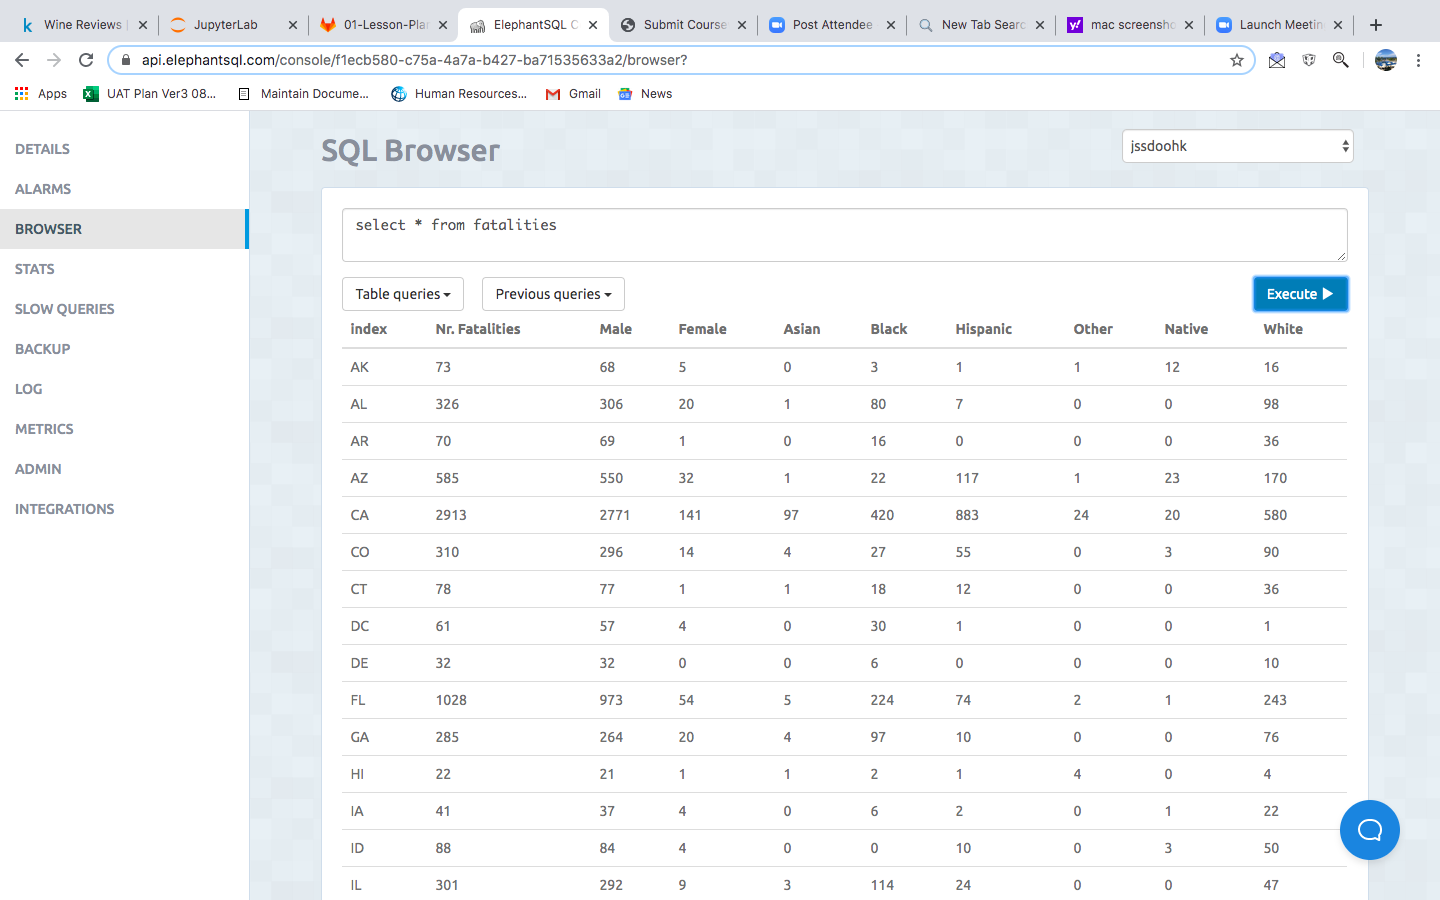 Wine Reviews | JupyterLab 01-Lesson-Plan ElephantSQL C Submit Course Post Attendee New Tab Searc mac screensho Launch Meetin
api.elephantsql.com/console/f1ecb580-c75a-4a7a-b427-ba71535633a2/browser?
Apps UAT Plan Ver3 08... Maintain Docume... Human Resources... Gmail News
DETAILS
ALARMS
BROWSER
STATS
SLOW QUERIES
BACKUP
LOG
METRICS
ADMIN
INTEGRATIONS
SQL Browser
jssdoohk
select * from fatalities
Table queries Previous queries Execute
index Nr. Fatalities Male Female Asian Black Hispanic Other Native White
AK 73 68 5 0 3 1 1 12 16
AL 326 306 20 1 80 7 0 0 98
AR 70 69 1 0 16 0 0 0 36
AZ 585 550 32 1 22 117 1 23 170
CA 2913 2771 141 97 420 883 24 20 580
CO 310 296 14 4 27 55 0 3 90
CT 78 77 1 1 18 12 0 0 36
DC 61 57 4 0 30 1 0 0 1
DE 32 32 0 0 6 0 0 0 10
FL 1028 973 54 5 224 74 2 1 243
GA 285 264 20 4 97 10 0 0 76
HI 22 21 1 1 2 1 4 0 4
IA 41 37 4 0 6 2 0 1 22
ID 88 84 4 0 0 10 0 3 50
IL 301 292 9 3 114 24 0 0 47